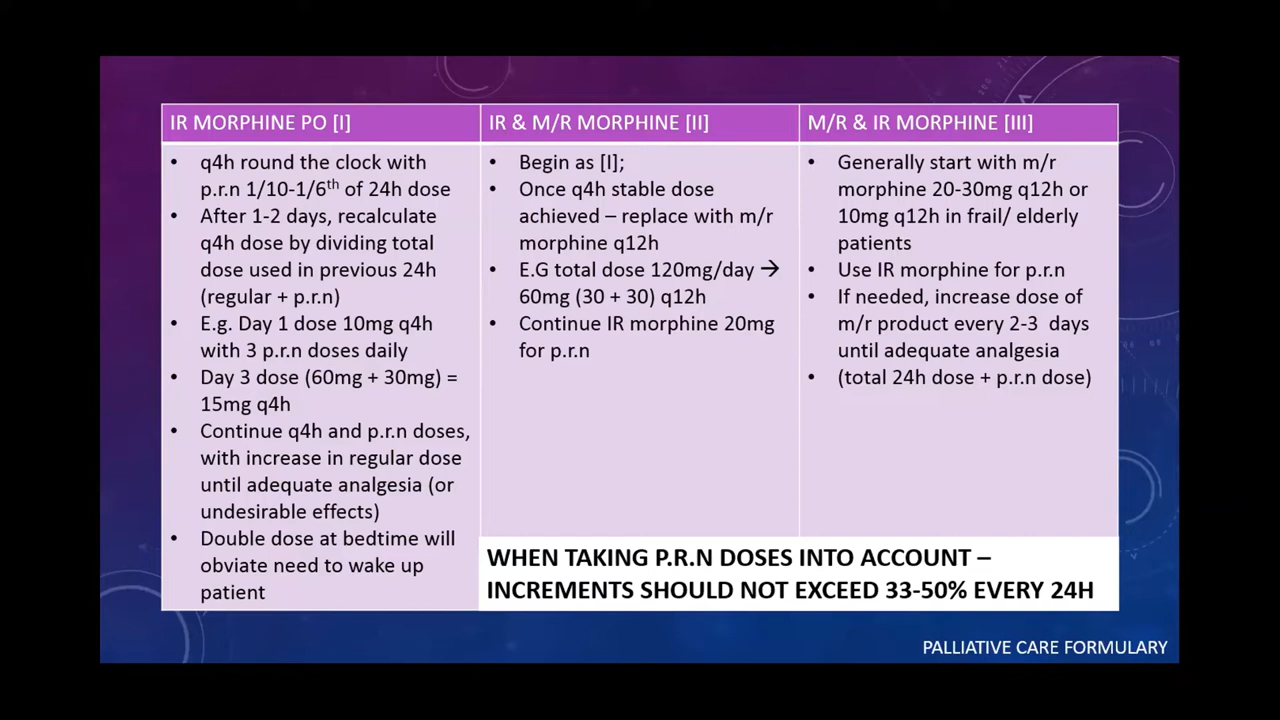 IR MORPHINE PO [I]
q4h round the clock with
p.r.n 1/10-1/6th of 24h dose
After 1-2 days, recalculate
q4h dose by dividing total
dose used in previous 24h
(regular + p.r.n)
E.g. Day 1 dose 10mg q4h
with 3 p.r.n doses daily
Day 3 dose (60mg + 30mg) =
15mg q4h
Continue q4h and p.r.n doses,
with increase in regular dose
until adequate analgesia (or
undesirable effects)
Double dose at bedtime will
obviate need to wake up
patient
IR & M/R MORPHINE [II]
Begin as [I];
Once q4h stable dose
achieved – replace with m/r
morphine q12h
E.G total dose 120mg/day →
60mg (30 + 30) q12h
Continue IR morphine 20mg
for p.r.n
M/R & IR MORPHINE [III]
Generally start with m/r
morphine 20-30mg q12h or
10mg q12h in frail/ elderly
patients
Use IR morphine for p.r.n
If needed, increase dose of
m/r product every 2-3 days
until adequate analgesia
(total 24h dose + p.r.n dose)
WHEN TAKING P.R.N DOSES INTO ACCOUNT –
INCREMENTS SHOULD NOT EXCEED 33-50% EVERY 24H
PALLIATIVE CARE FORMULARY